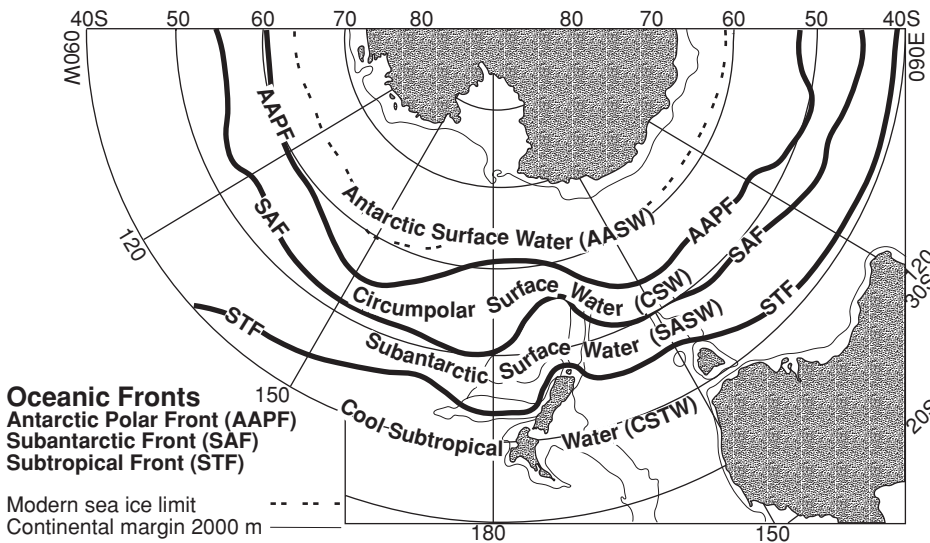 40S 50 60 70 80 80 70 60 50 40S
090W
090E
AAPF
SAF
STF
Antarctic Surface Water (AASW)
AAPF
SAF
STF
Circumpolar Surface Water (CSW)
Subantarctic Surface Water (SASW)
Cool Subtropical Water (CSTW)
120
150
180
150
120
30S
20S
Oceanic Fronts
Antarctic Polar Front (AAPF)
Subantarctic Front (SAF)
Subtropical Front (STF)
Modern sea ice limit
Continental margin 2000 m